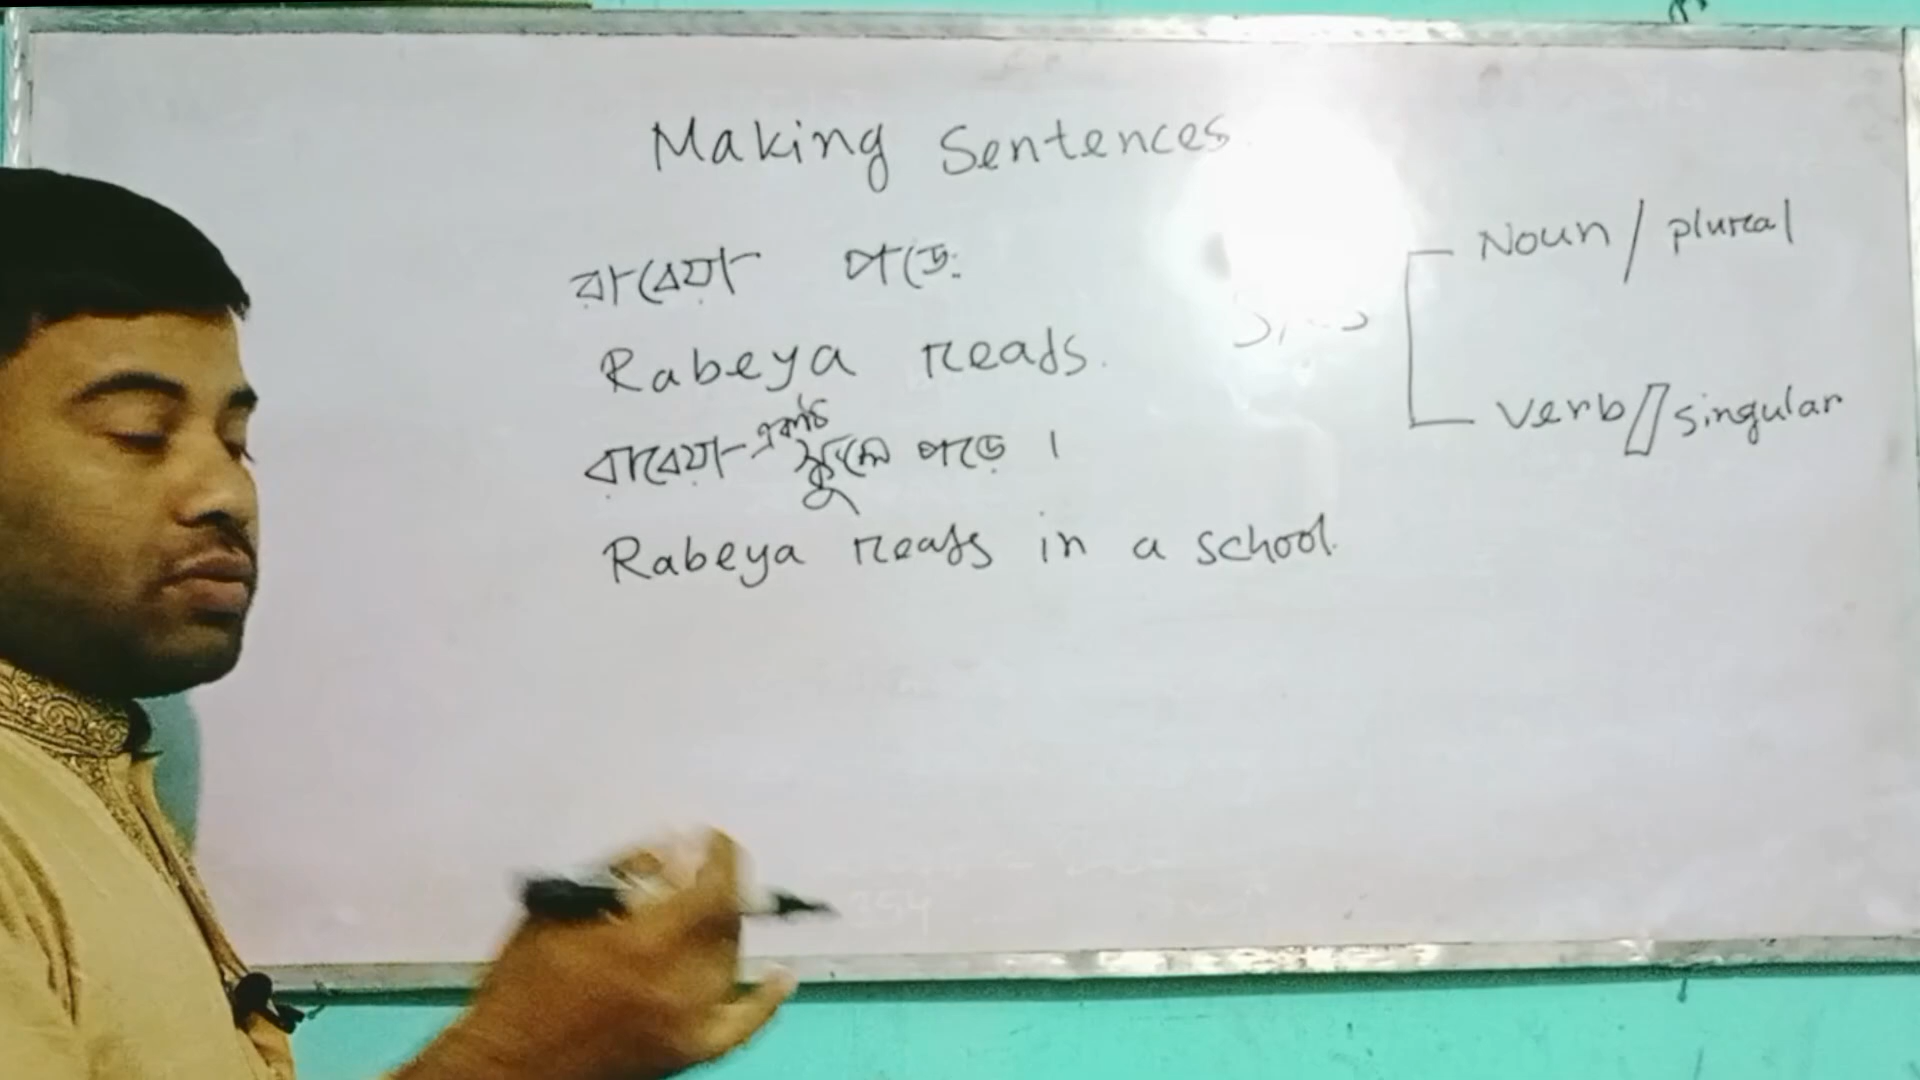 Making Sentences
রাবেয়া পড়ে
Rabeya reads.
রাবেয়া একটি স্কুলে পড়ে ।
Rabeya reads in a school.
Noun / plural
verb // singular